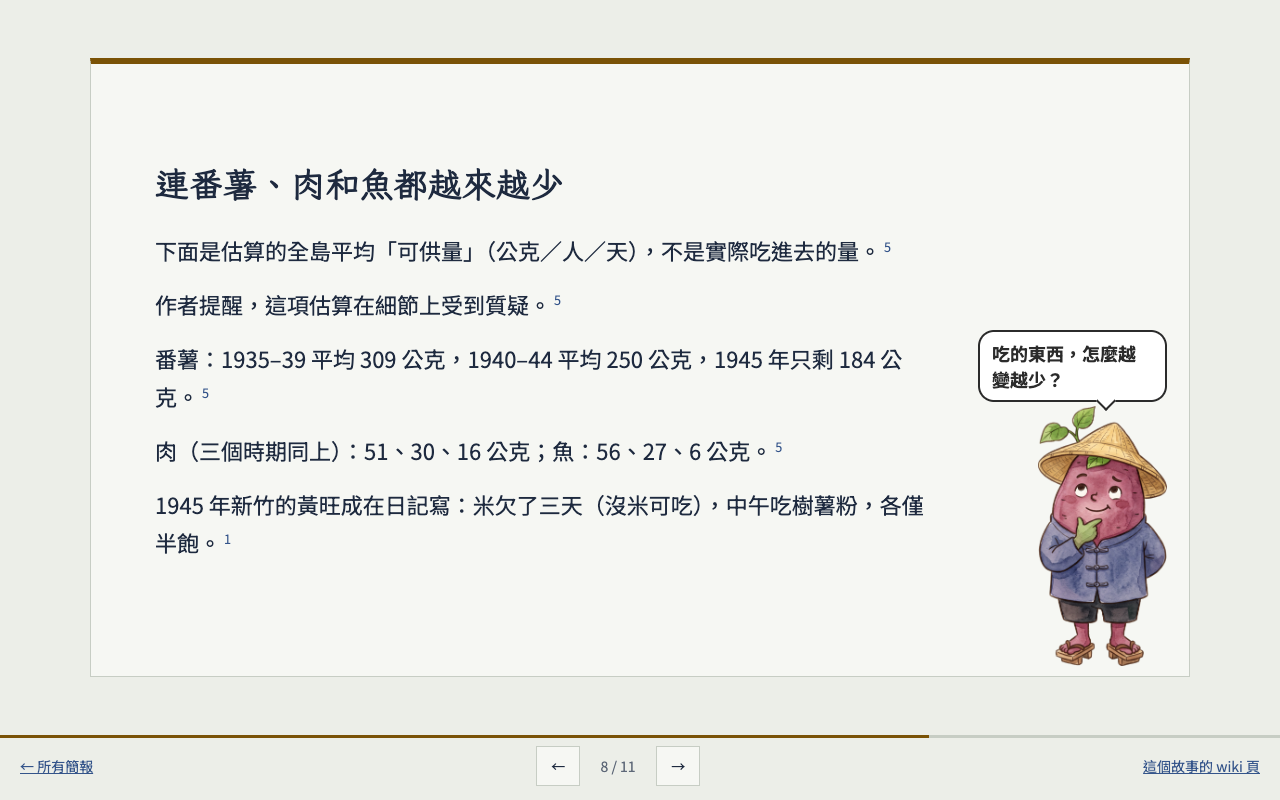 連番薯、肉和魚都越來越少
下面是估算的全島平均「可供量」（公克／人／天），不是實際吃進去的量。5
作者提醒，這項估算在細節上受到質疑。5
番薯：1935–39 平均 309 公克，1940–44 平均 250 公克，1945 年只剩 184 公
克。5
肉（三個時期同上）：51、30、16 公克；魚：56、27、6 公克。5
1945 年新竹的黃旺成在日記寫：米欠了三天（沒米可吃），中午吃樹薯粉，各僅
半飽。1
吃的東西，怎麼越
變越少？
← 所有簡報
←
8 / 11
→
這個故事的 wiki 頁